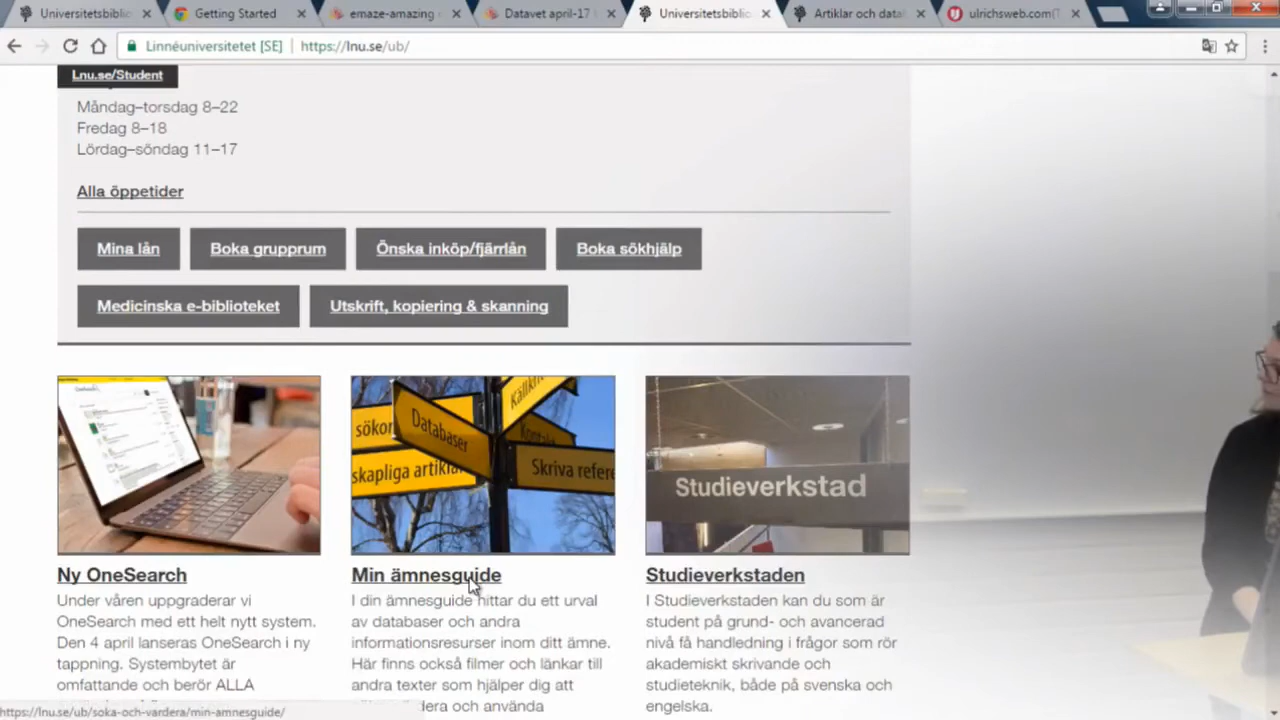 Universitetsbiblio
Getting Started
emaze-amazing
Datavet april-17
Universitetsbiblio
Artiklar och data
ulrichsweb.com(T
Linnéuniversitetet [SE]
https://lnu.se/ub/
Lnu.se/Student
Måndag–torsdag 8–22
Fredag 8–18
Lördag–söndag 11–17
Alla öppetider
Mina lån
Boka grupprum
Önska inköp/fjärrlån
Boka sökhjälp
Medicinska e-biblioteket
Utskrift, kopiering & skanning
sökor
Databaser
Källkri
Kontakt
skapliga artiklar
Skriva refere
Studieverkstad
Ny OneSearch
Under våren uppgraderar vi
OneSearch med ett helt nytt system.
Den 4 april lanseras OneSearch i ny
tappning. Systembytet är
omfattande och berör ALLA
Min ämnesguide
I din ämnesguide hittar du ett urval
av databaser och andra
informationsresurser inom ditt ämne.
Här finns också filmer och länkar till
andra texter som hjälper dig att
använda
Studieverkstaden
I Studieverkstaden kan du som är
student på grund- och avancerad
nivå få handledning i frågor som rör
akademiskt skrivande och
studieteknik, både på svenska och
engelska.
https://lnu.se/ub/soka-och-vardera/min-amnesguide/